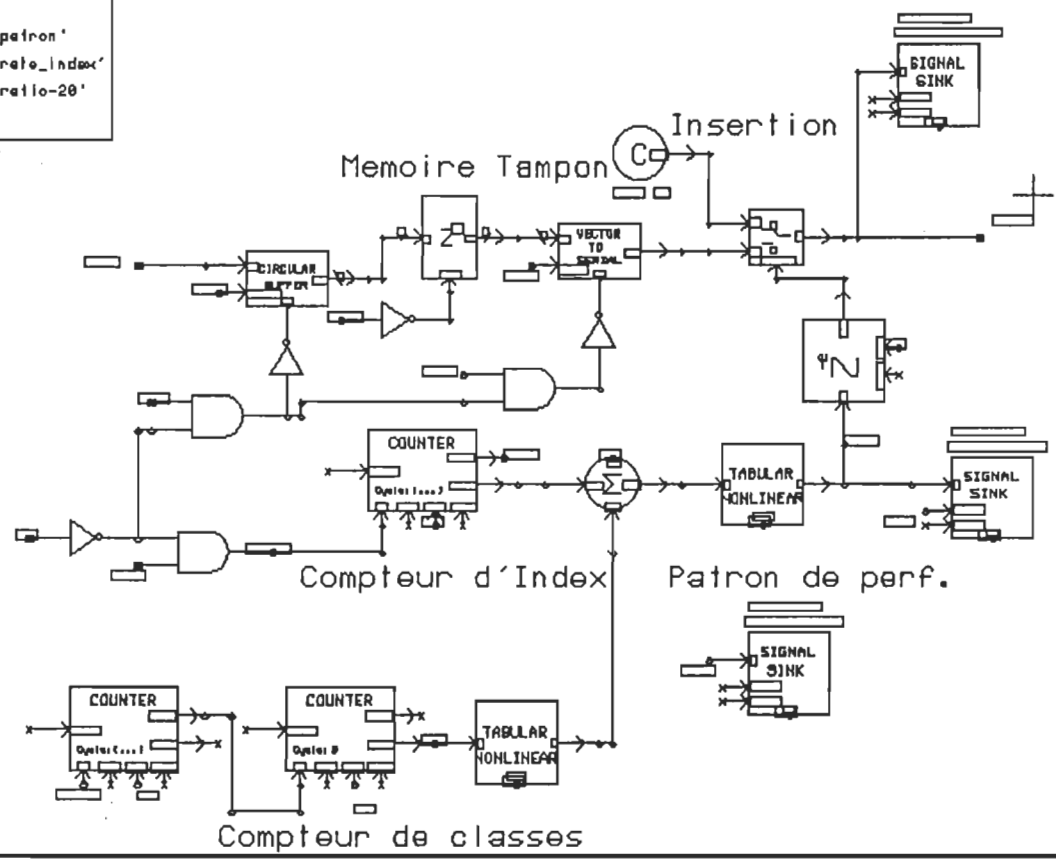 patron'
rate_index'
ratio-20'
SIGNAL
SINK
Insertion
C
Memoire Tampon
Z
VECTOR
TO
SERIAL
CIRCULAR
BUFFER
Z
COUNTER
Σ
TABULAR
NONLINEAR
SIGNAL
SINK
Compteur d'Index
Patron de perf.
SIGNAL
SINK
COUNTER
COUNTER
TABULAR
NONLINEAR
Compteur de classes